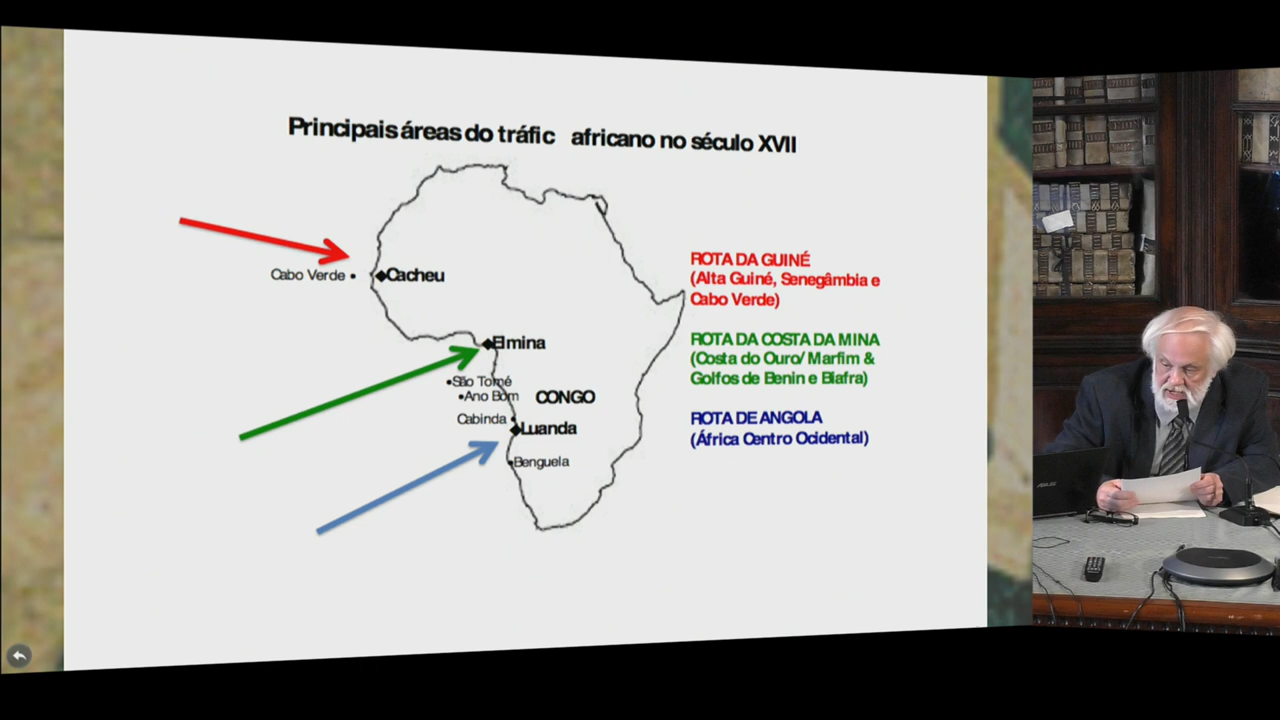 Principais áreas do tráfic africano no século XVII
Cabo Verde
Cacheu
Elmina
São Tomé
Ano Bom
CONGO
Cabinda
Luanda
Benguela
ROTA DA GUINÉ
(Alta Guiné, Senegâmbia e
Cabo Verde)
ROTA DA COSTA DA MINA
(Costa do Ouro/ Marfim &
Golfos de Benin e Biafra)
ROTA DE ANGOLA
(África Centro Ocidental)
ASUS